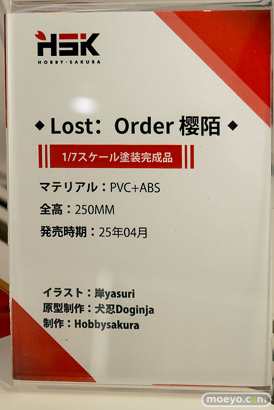 HSK
HOBBY·SAKURA
◆ Lost：Order 櫻陌 ◆
1/7スケール塗装完成品
マテリアル：PVC+ABS
全高：250MM
発売時期：25年04月
イラスト：岸yasuri
原型制作：犬忍Doginja
制作：Hobbysakura
moeyo.com